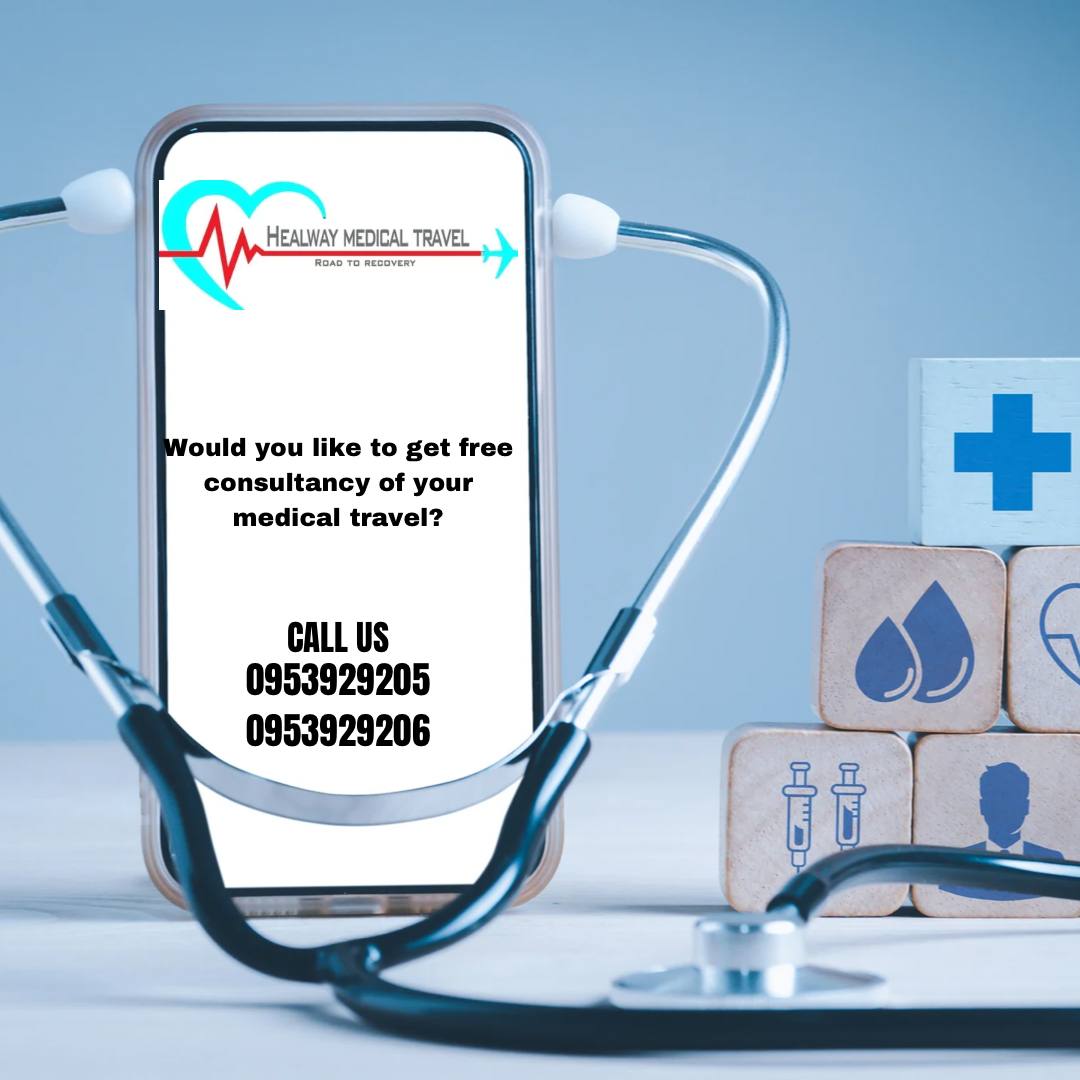 HEALWAY MEDICAL TRAVEL
ROAD TO RECOVERY
Would you like to get free
consultancy of your
medical travel?
CALL US
0953929205
0953929206